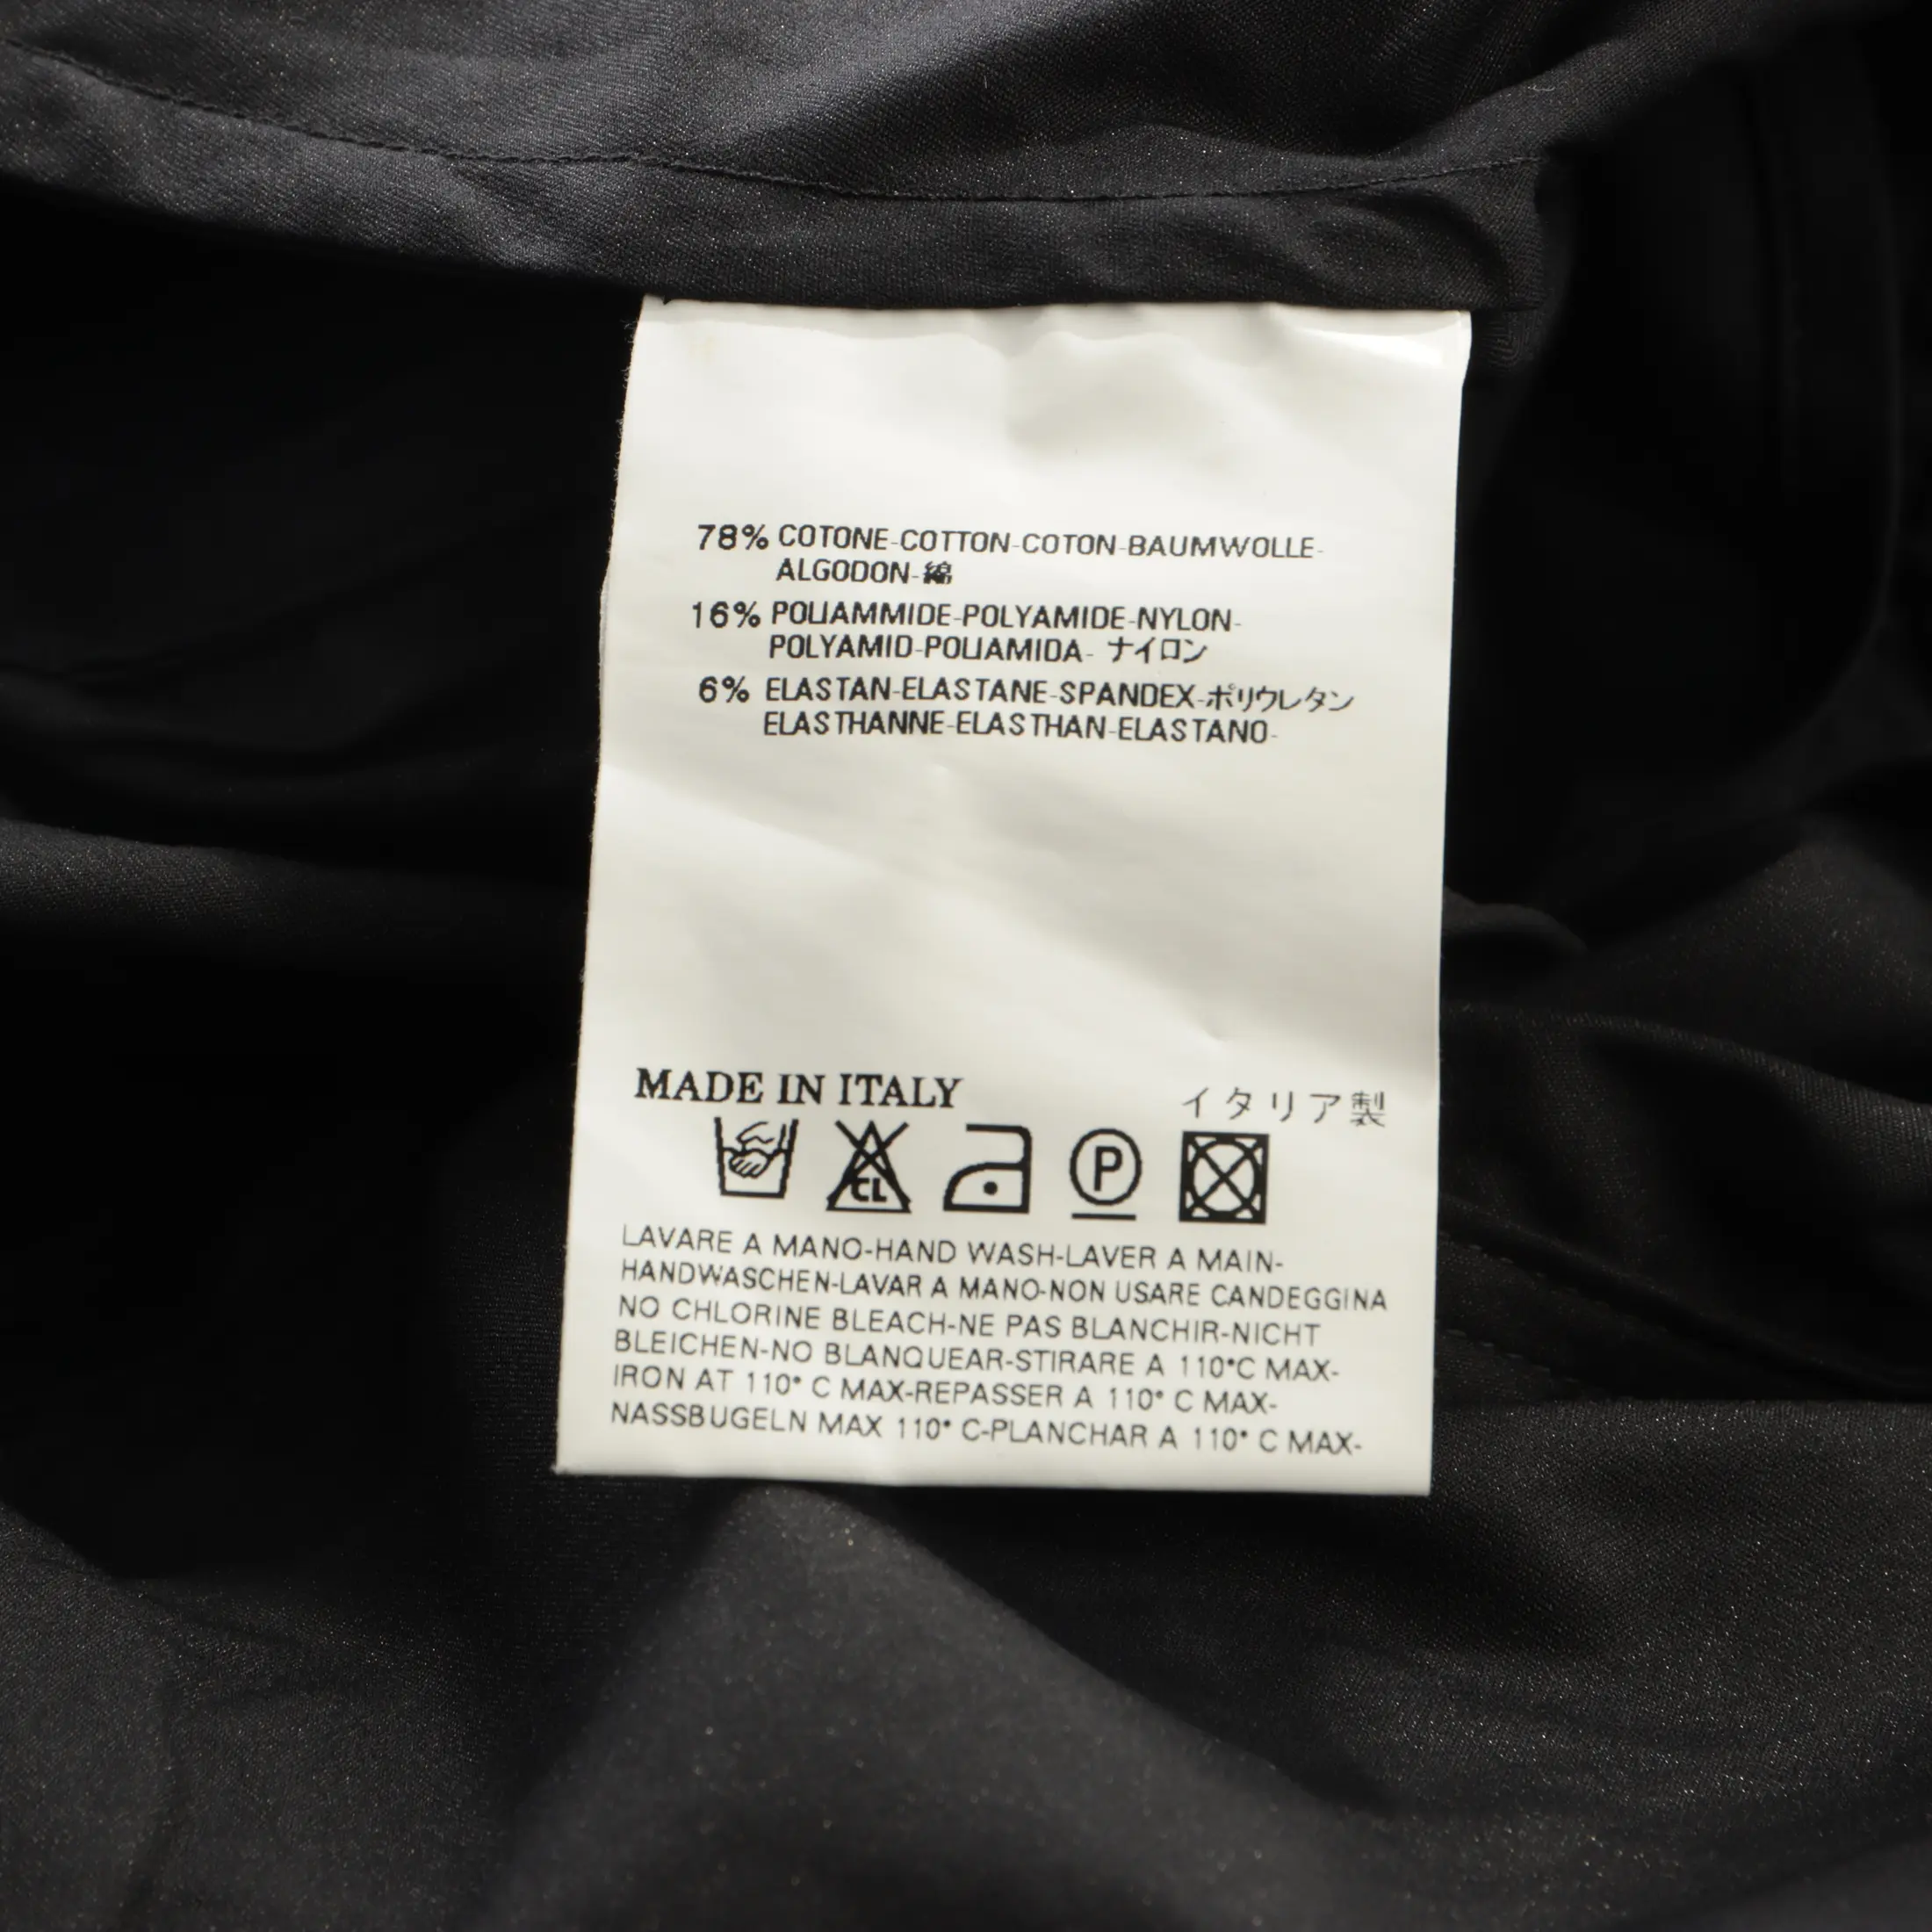 78% COTONE-COTTON-COTON-BAUMWOLLE-
ALGODON-綿
16% POLIAMMIDE-POLYAMIDE-NYLON-
POLYAMID-POLIAMIDA- ナイロン
6% ELASTAN-ELASTANE-SPANDEX-ポリウレタン
ELASTHANNE-ELASTHAN-ELASTANO-
MADE IN ITALY
イタリア製
CL
P
LAVARE A MANO-HAND WASH-LAVER A MAIN-
HANDWASCHEN-LAVAR A MANO-NON USARE CANDEGGINA
NO CHLORINE BLEACH-NE PAS BLANCHIR-NICHT
BLEICHEN-NO BLANQUEAR-STIRARE A 110°C MAX-
IRON AT 110° C MAX-REPASSER A 110° C MAX-
NASSBUGELN MAX 110° C-PLANCHAR A 110° C MAX-